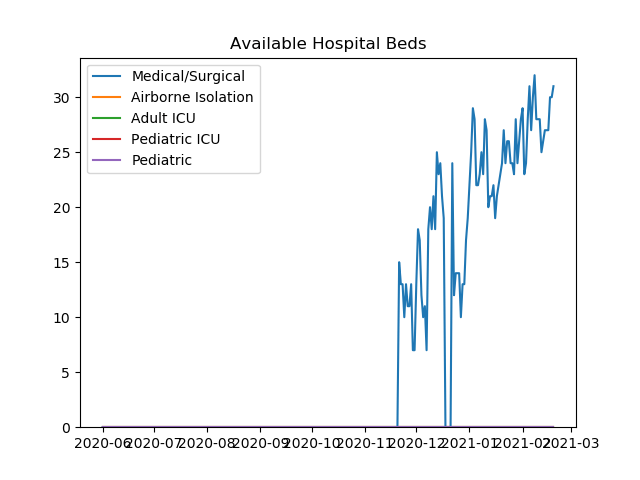 Available Hospital Beds
Medical/Surgical
Airborne Isolation
Adult ICU
Pediatric ICU
Pediatric
30
25
20
15
10
5
0
2020-06 2020-07 2020-08 2020-09 2020-10 2020-11 2020-12 2021-01 2021-02 2021-03